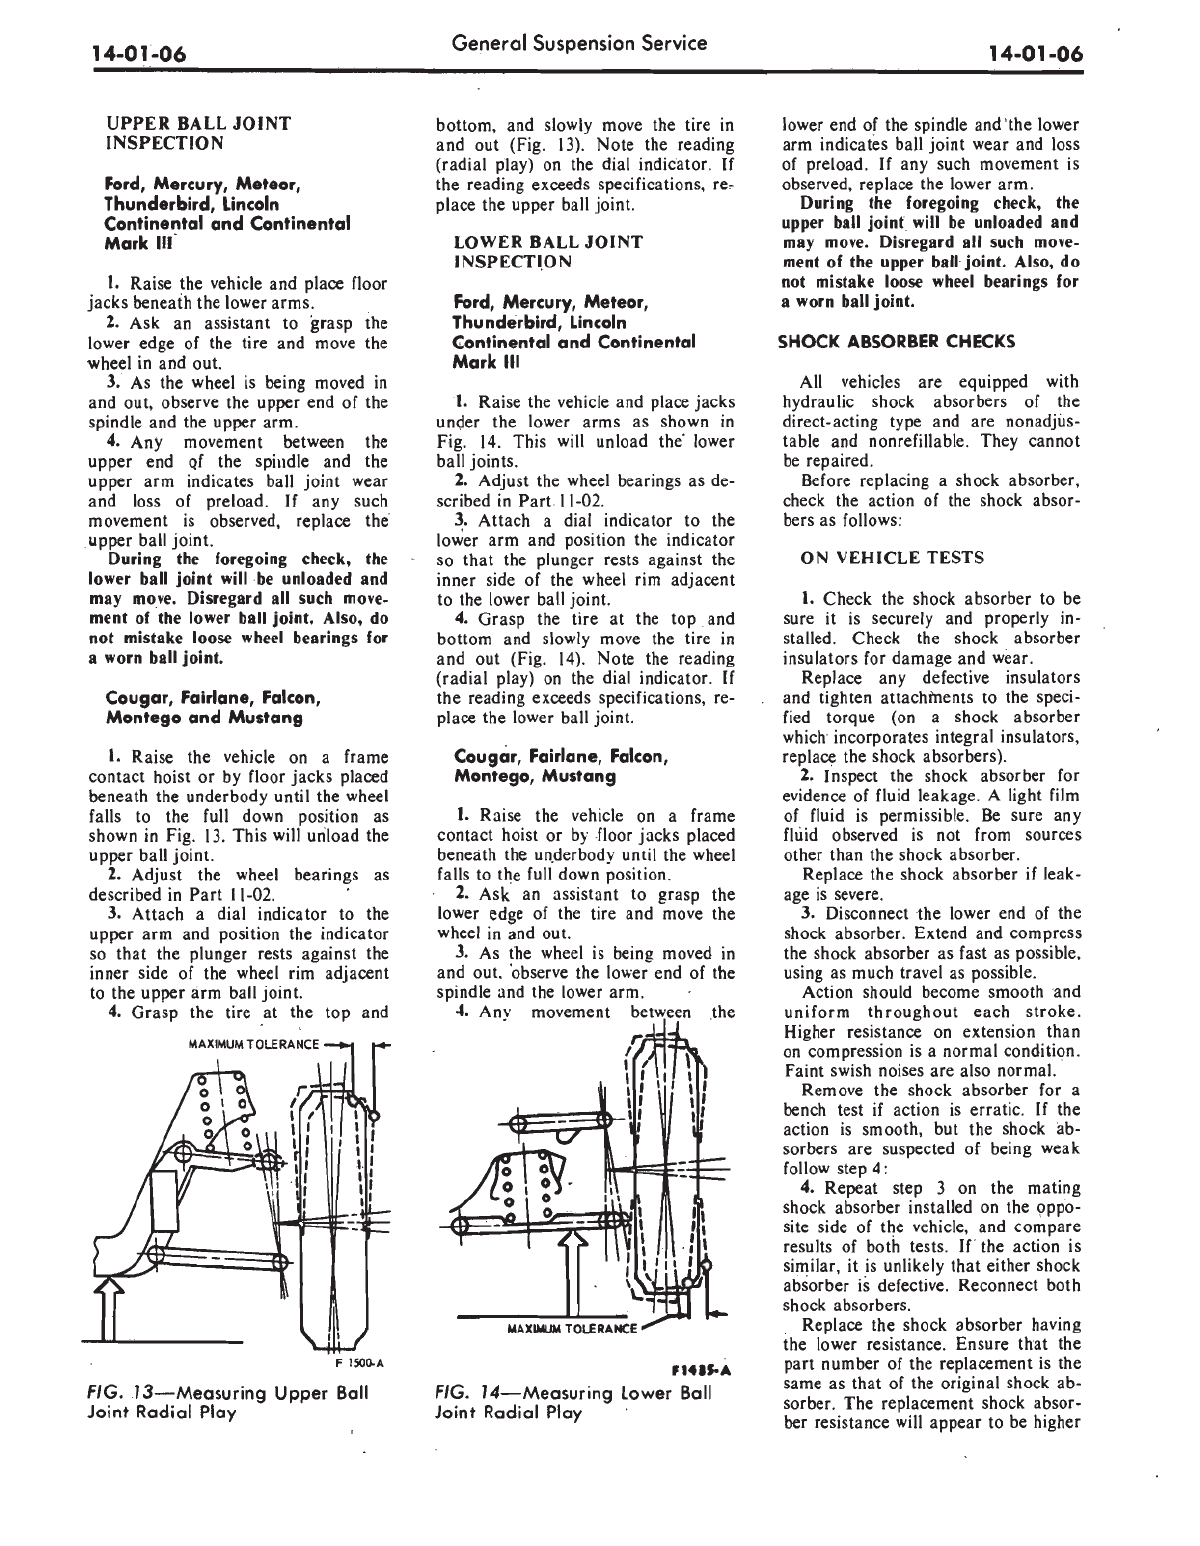 14-01-06
General Suspension Service
14-01-06
UPPER BALL JOINT
INSPECTION
Ford, Mercury, Meteor,
Thunderbird, Lincoln
Continental and Continental
Mark III
1. Raise the vehicle and place floor
jacks beneath the lower arms.
2. Ask an assistant to grasp the
lower edge of the tire and move the
wheel in and out.
3. As the wheel is being moved in
and out, observe the upper end of the
spindle and the upper arm.
4. Any movement between the
upper end of the spindle and the
upper arm indicates ball joint wear
and loss of preload. If any such
movement is observed, replace the
upper ball joint.
During the foregoing check, the
lower ball joint will be unloaded and
may move. Disregard all such move-
ment of the lower ball joint. Also, do
not mistake loose wheel bearings for
a worn ball joint.
Cougar, Fairlane, Falcon,
Montego and Mustang
1. Raise the vehicle on a frame
contact hoist or by floor jacks placed
beneath the underbody until the wheel
falls to the full down position as
shown in Fig. 13. This will unload the
upper ball joint.
2. Adjust the wheel bearings as
described in Part 11-02.
3. Attach a dial indicator to the
upper arm and position the indicator
so that the plunger rests against the
inner side of the wheel rim adjacent
to the upper arm ball joint.
4. Grasp the tire at the top and
MAXIMUM TOLERANCE
F 1500-A
FIG. 13—Measuring Upper Ball
Joint Radial Play
bottom, and slowly move the tire in
and out (Fig. 13). Note the reading
(radial play) on the dial indicator. If
the reading exceeds specifications, re-
place the upper ball joint.
LOWER BALL JOINT
INSPECTION
Ford, Mercury, Meteor,
Thunderbird, Lincoln
Continental and Continental
Mark III
1. Raise the vehicle and place jacks
under the lower arms as shown in
Fig. 14. This will unload the lower
ball joints.
2. Adjust the wheel bearings as de-
scribed in Part 11-02.
3. Attach a dial indicator to the
lower arm and position the indicator
so that the plunger rests against the
inner side of the wheel rim adjacent
to the lower ball joint.
4. Grasp the tire at the top and
bottom and slowly move the tire in
and out (Fig. 14). Note the reading
(radial play) on the dial indicator. If
the reading exceeds specifications, re-
place the lower ball joint.
Cougar, Fairlane, Falcon,
Montego, Mustang
1. Raise the vehicle on a frame
contact hoist or by floor jacks placed
beneath the underbody until the wheel
falls to the full down position.
2. Ask an assistant to grasp the
lower edge of the tire and move the
wheel in and out.
3. As the wheel is being moved in
and out, observe the lower end of the
spindle and the lower arm.
4. Any movement between the
MAXIMUM TOLERANCE
F1485-A
FIG. 14—Measuring Lower Ball
Joint Radial Play
lower end of the spindle and the lower
arm indicates ball joint wear and loss
of preload. If any such movement is
observed, replace the lower arm.
During the foregoing check, the
upper ball joint will be unloaded and
may move. Disregard all such move-
ment of the upper ball joint. Also, do
not mistake loose wheel bearings for
a worn ball joint.
SHOCK ABSORBER CHECKS
All vehicles are equipped with
hydraulic shock absorbers of the
direct-acting type and are nonadjus-
table and nonrefillable. They cannot
be repaired.
Before replacing a shock absorber,
check the action of the shock absor-
bers as follows:
ON VEHICLE TESTS
1. Check the shock absorber to be
sure it is securely and properly in-
stalled. Check the shock absorber
insulators for damage and wear.
Replace any defective insulators
and tighten attachments to the speci-
fied torque (on a shock absorber
which incorporates integral insulators,
replace the shock absorbers).
2. Inspect the shock absorber for
evidence of fluid leakage. A light film
of fluid is permissible. Be sure any
fluid observed is not from sources
other than the shock absorber.
Replace the shock absorber if leak-
age is severe.
3. Disconnect the lower end of the
shock absorber. Extend and compress
the shock absorber as fast as possible,
using as much travel as possible.
Action should become smooth and
uniform throughout each stroke.
Higher resistance on extension than
on compression is a normal condition.
Faint swish noises are also normal.
Remove the shock absorber for a
bench test if action is erratic. If the
action is smooth, but the shock ab-
sorbers are suspected of being weak
follow step 4:
4. Repeat step 3 on the mating
shock absorber installed on the oppo-
site side of the vehicle, and compare
results of both tests. If the action is
similar, it is unlikely that either shock
absorber is defective. Reconnect both
shock absorbers.
Replace the shock absorber having
the lower resistance. Ensure that the
part number of the replacement is the
same as that of the original shock ab-
sorber. The replacement shock absor-
ber resistance will appear to be higher